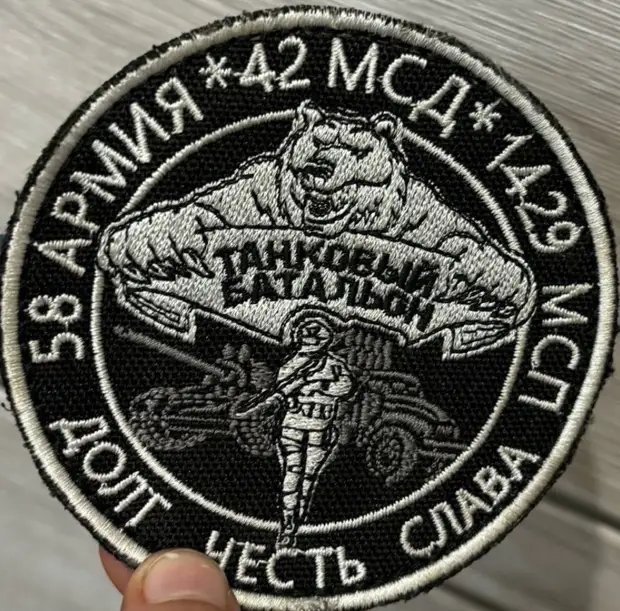 58 АРМИЯ *42 МСД* 1429 МСП
ТАНКОВЫЙ
БАТАЛЬОН
ДОЛГ ЧЕСТЬ СЛАВА